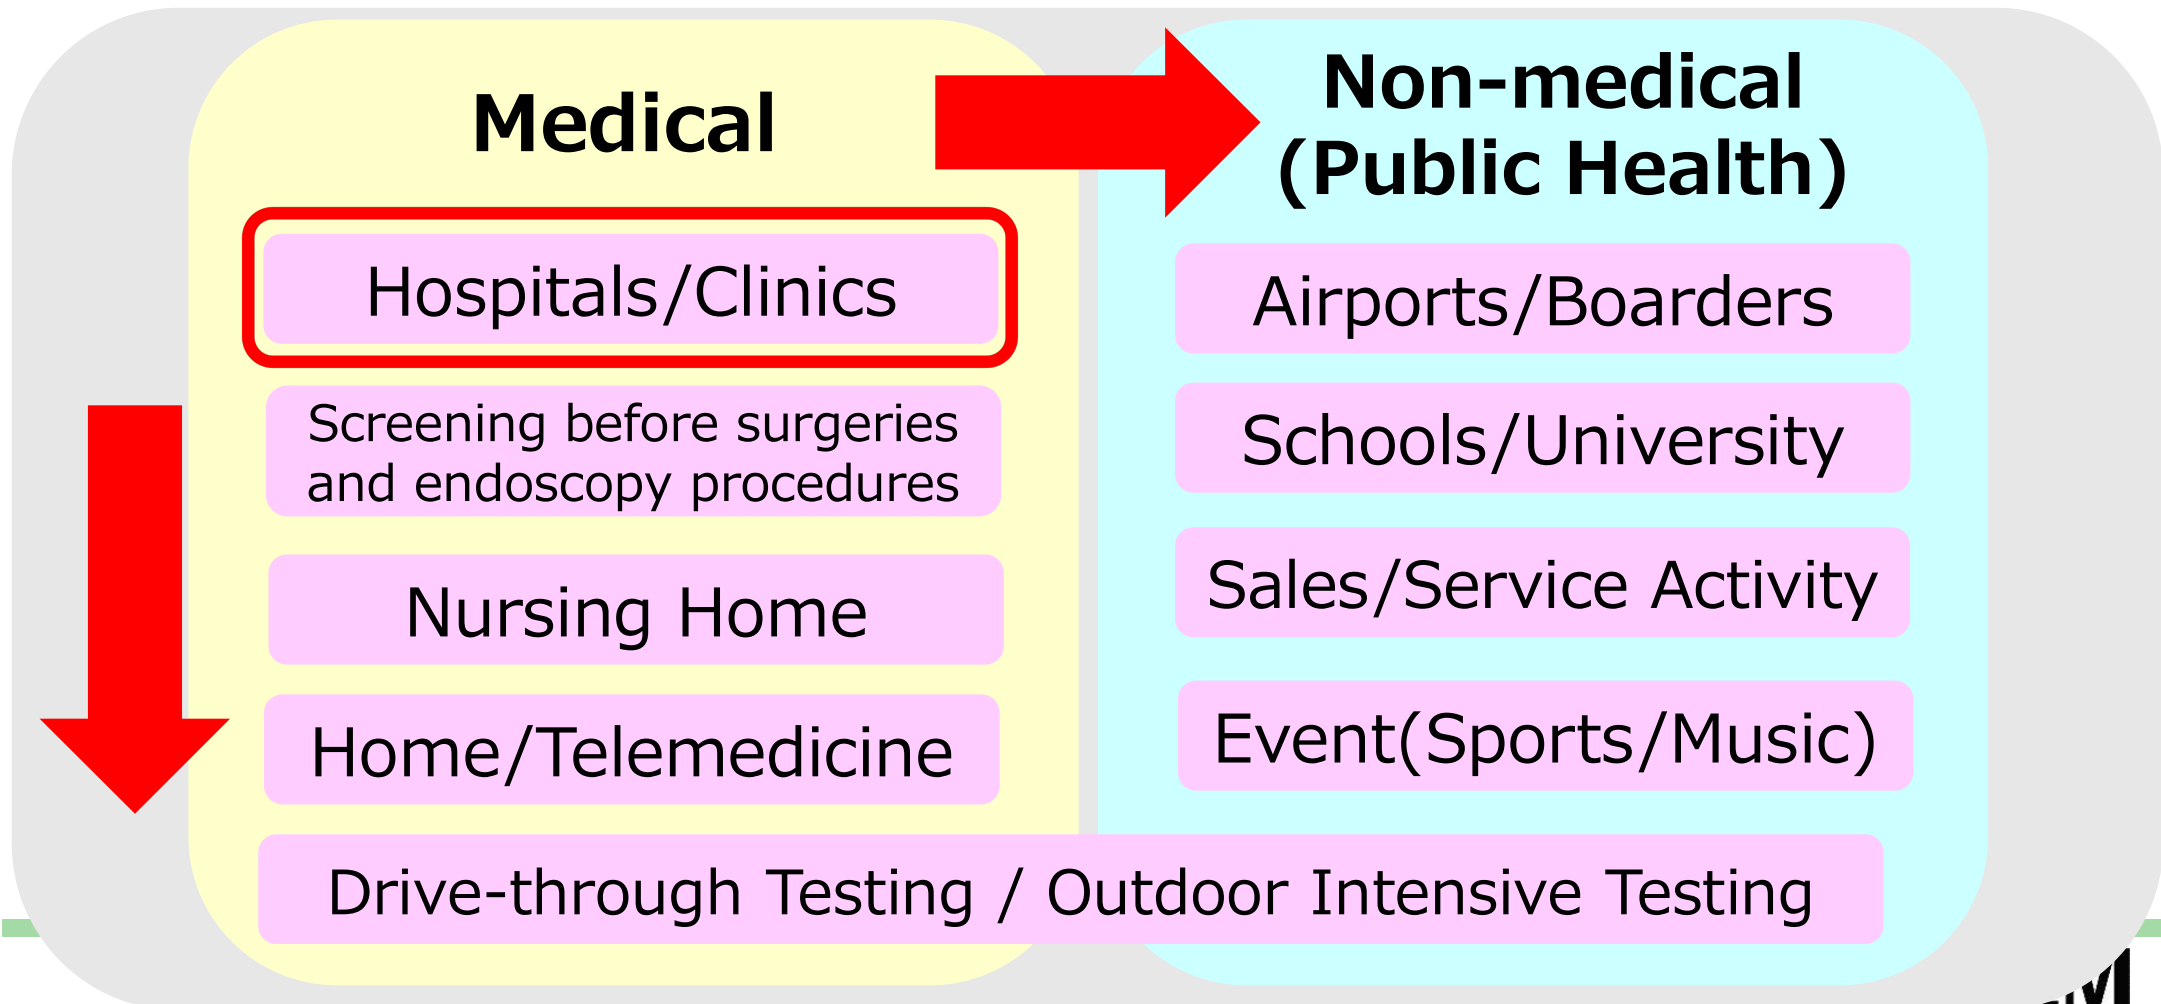 Medical
Hospitals/Clinics
Screening before surgeries
and endoscopy procedures
Nursing Home
Home/Telemedicine
Non-medical
(Public Health)
Airports/Boarders
Schools/University
Sales/Service Activity
Event(Sports/Music)
Drive-through Testing / Outdoor Intensive Testing